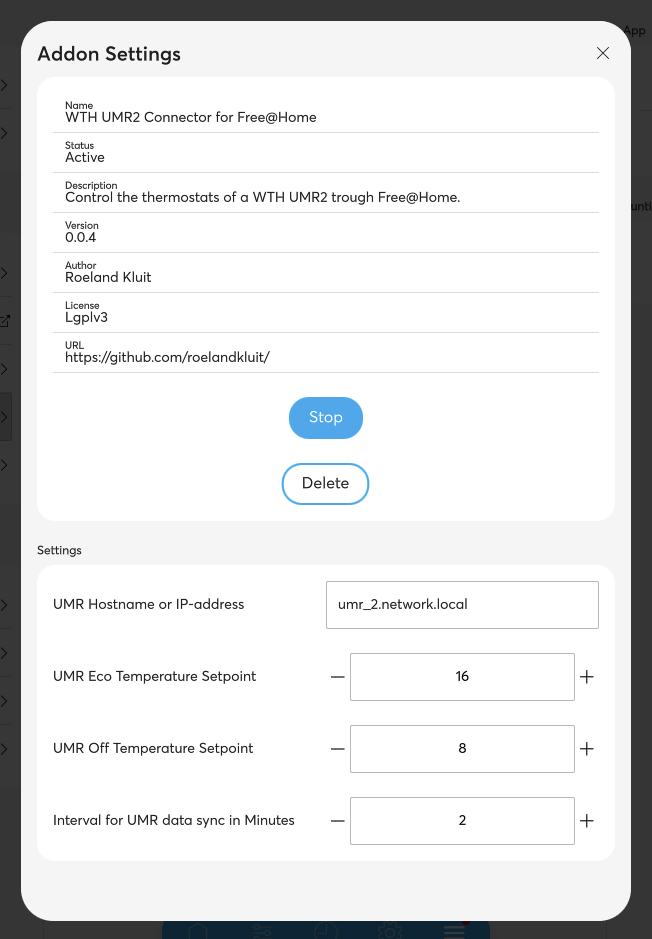 App
Addon Settings
Name
WTH UMR2 Connector for Free@Home
Status
Active
Description
Control the thermostats of a WTH UMR2 trough Free@Home.
Version
0.0.4
Author
Roeland Kluit
License
Lgplv3
URL
https://github.com/roelandkluit/
Stop
Delete
Settings
UMR Hostname or IP-address
umr_2.network.local
UMR Eco Temperature Setpoint
16
UMR Off Temperature Setpoint
8
Interval for UMR data sync in Minutes
2